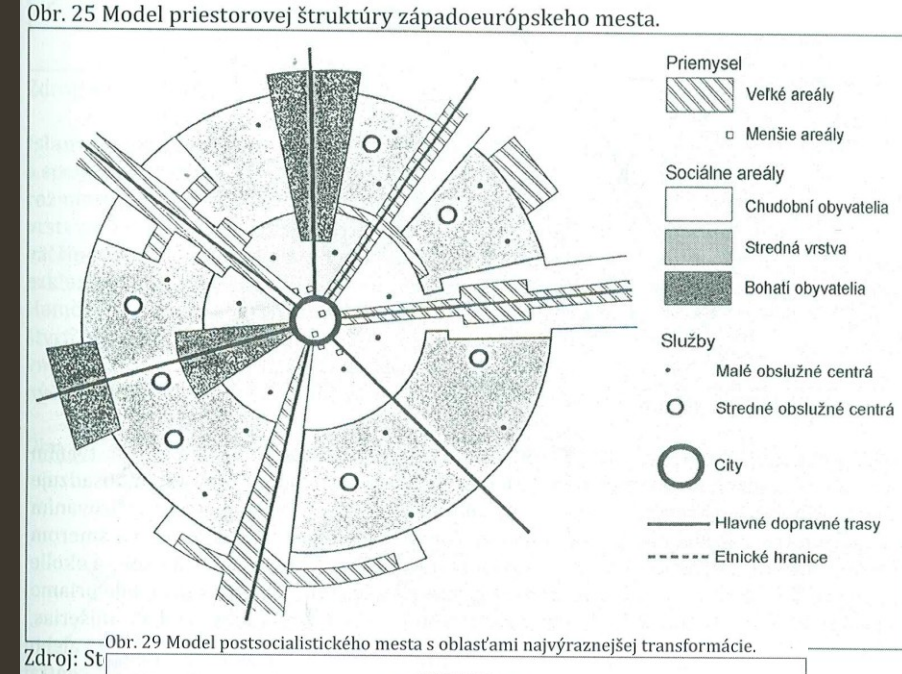 Obr. 25 Model priestorovej štruktúry západoeurópskeho mesta.
Priemysel
Veľké areály
Menšie areály
Sociálne areály
Chudobní obyvatelia
Stredná vrstva
Bohatí obyvatelia
Služby
Malé obslužné centrá
Stredné obslužné centrá
City
Hlavné dopravné trasy
Etnické hranice
Obr. 29 Model postsocialistického mesta s oblasťami najvýraznejšej transformácie.
Zdroj: St